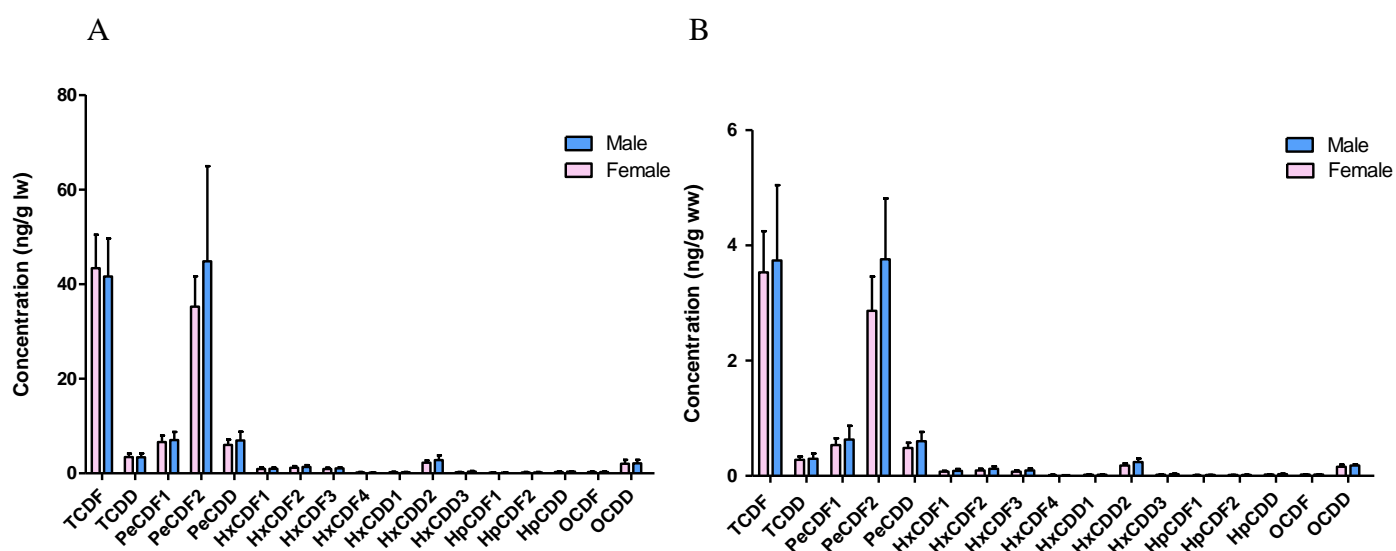 A
Concentration (ng/g lw)
80
60
40
20
0
Male
Female
TCDF
TCDD
PeCDF1
PeCDF2
PeCDD
HxCDF1
HxCDF2
HxCDF3
HxCDF4
HxCDD1
HxCDD2
HxCDD3
HpCDF1
HpCDF2
HpCDD
OCDF
OCDD
B
Concentration (ng/g ww)
6
4
2
0
Male
Female
TCDF
TCDD
PeCDF1
PeCDF2
PeCDD
HxCDF1
HxCDF2
HxCDF3
HxCDF4
HxCDD1
HxCDD2
HxCDD3
HpCDF1
HpCDF2
HpCDD
OCDF
OCDD